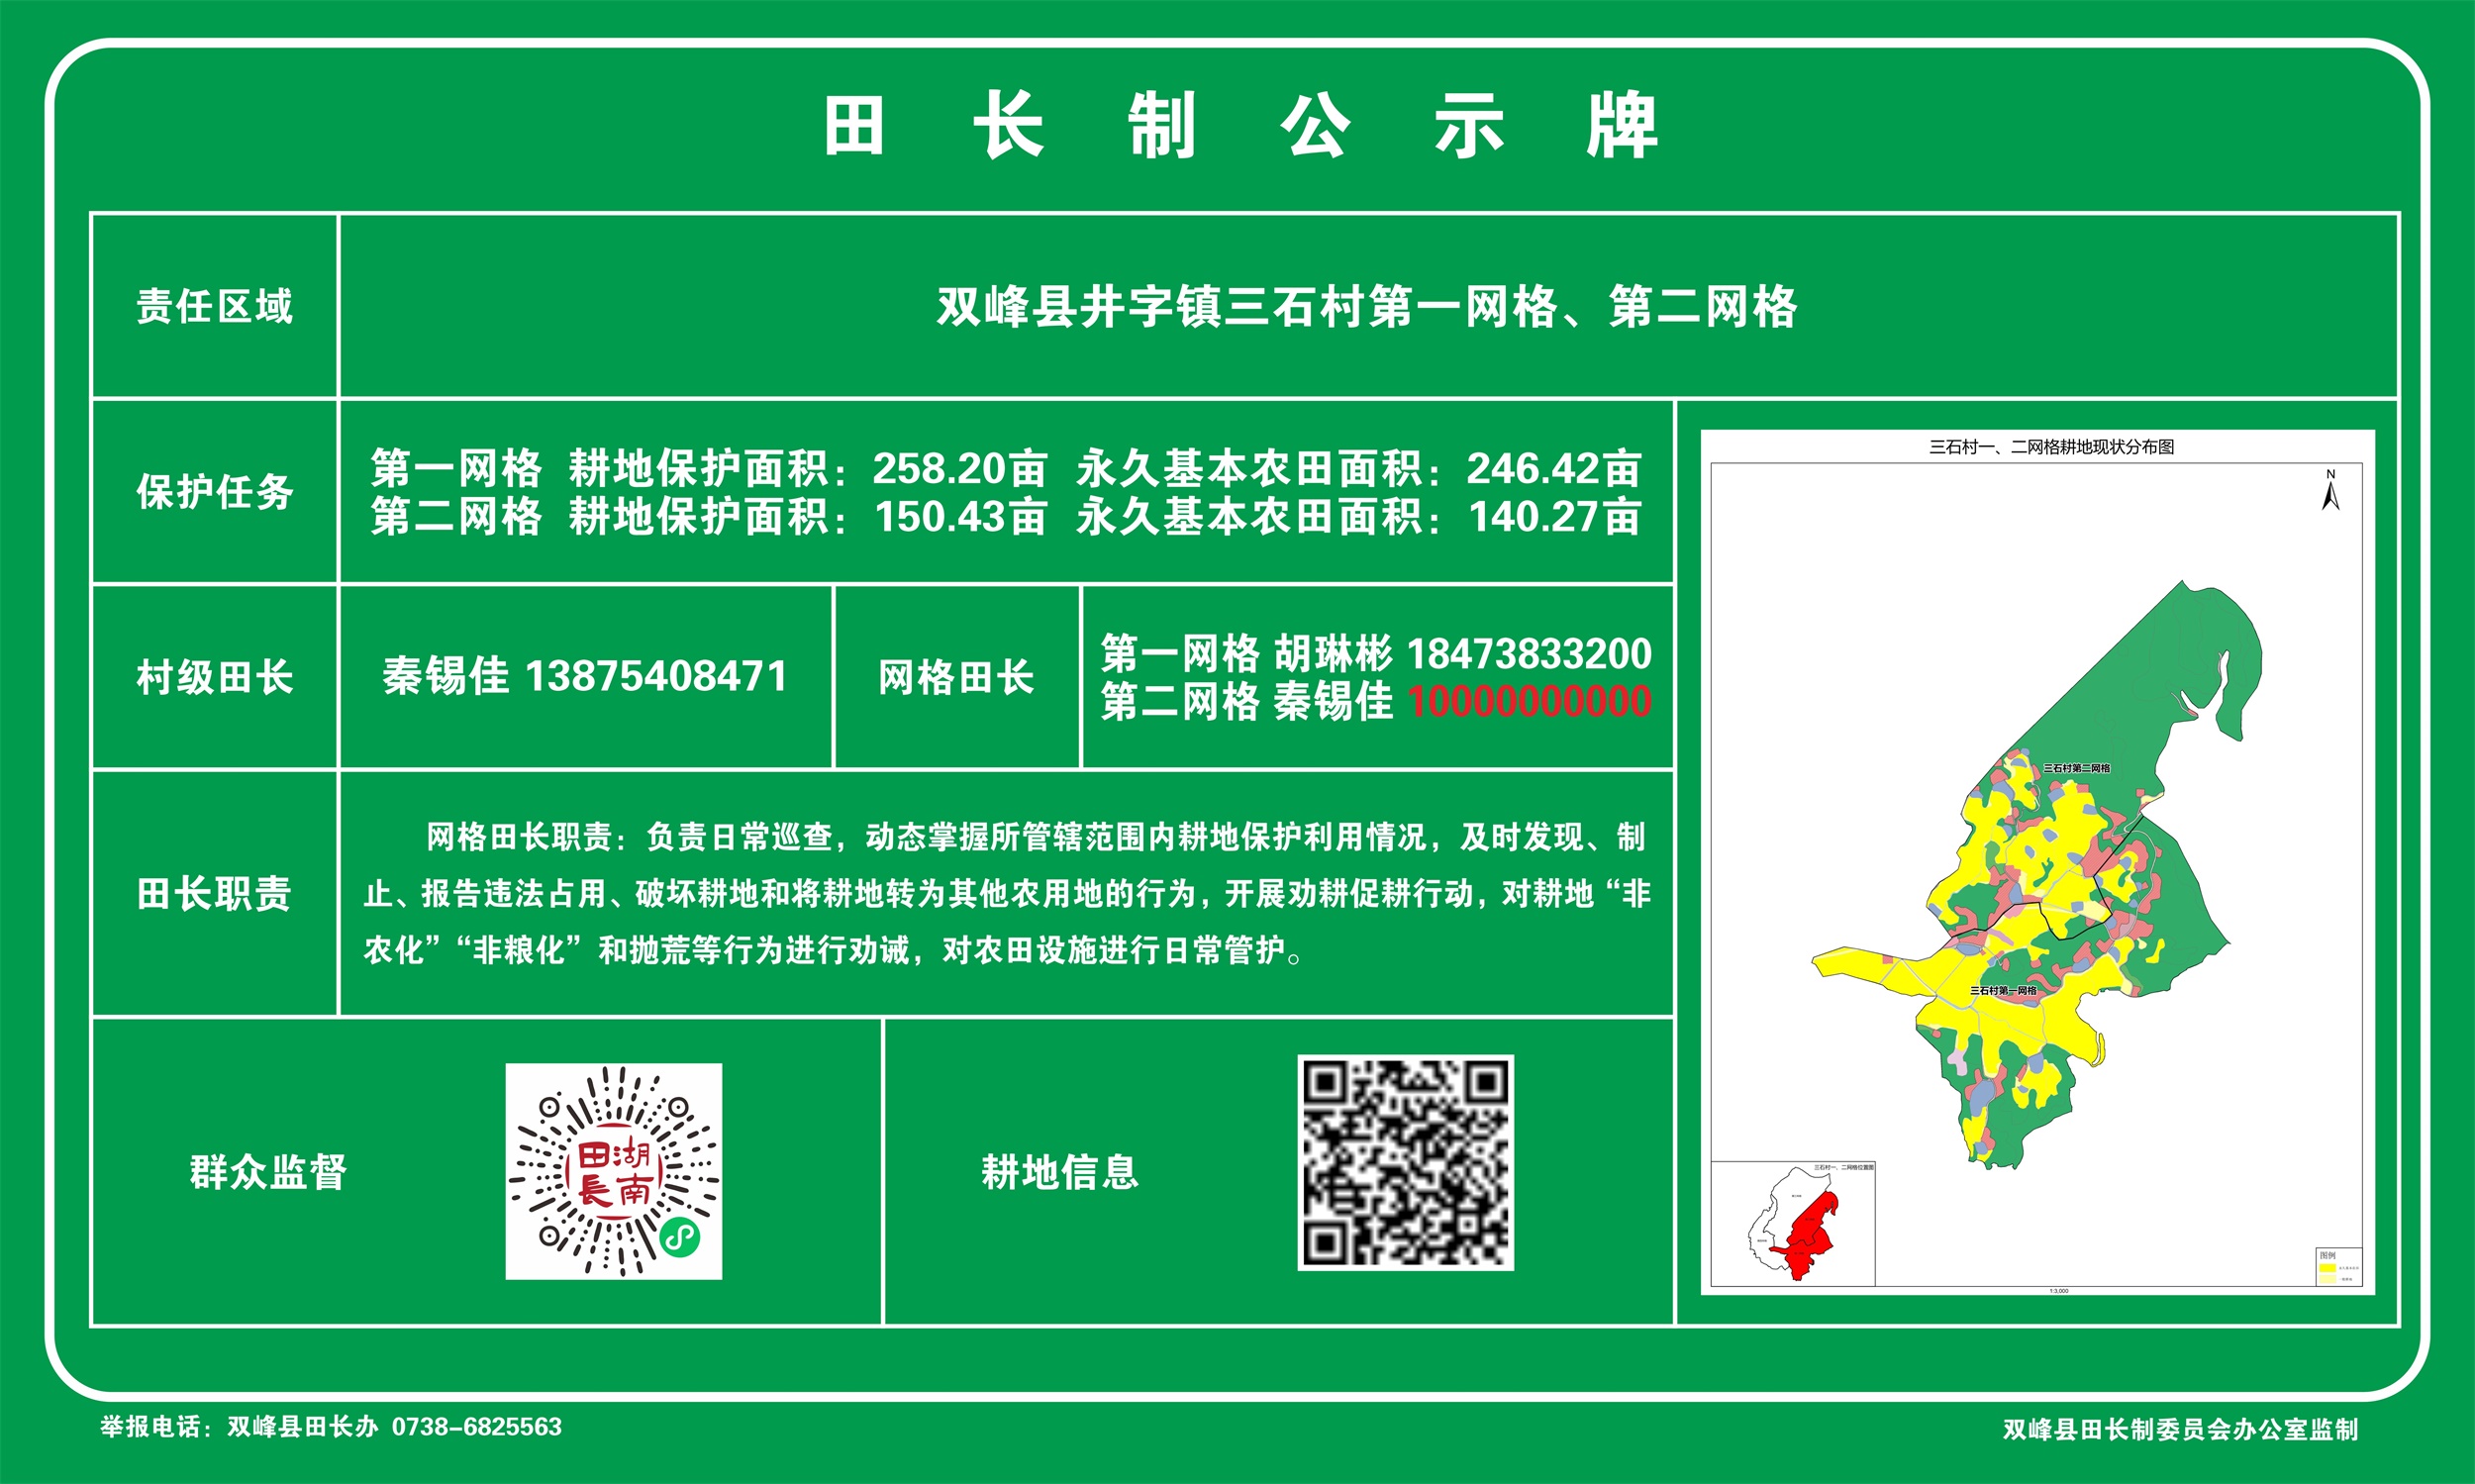 田长制公示牌
责任区域
双峰县井字镇三石村第一网格、第二网格
保护任务
第一网格 耕地保护面积：258.20亩 永久基本农田面积：246.42亩
第二网格 耕地保护面积：150.43亩 永久基本农田面积：140.27亩
村级田长
秦锡佳 13875408471
网格田长
第一网格 胡琳彬 18473833200
第二网格 秦锡佳 10000000000
田长职责
网格田长职责：负责日常巡查，动态掌握所管辖范围内耕地保护利用情况，及时发现、制
止、报告违法占用、破坏耕地和将耕地转为其他农用地的行为，开展劝耕促耕行动，对耕地“非
农化”“非粮化”和抛荒等行为进行劝诫，对农田设施进行日常管护。
群众监督
田湖
長南
耕地信息
三石村一、二网格耕地现状分布图
N
三石村第二网格
三石村第一网格
三石村一、二网格位置图
图例
1:3,000
举报电话：双峰县田长办 0738-6825563
双峰县田长制委员会办公室监制